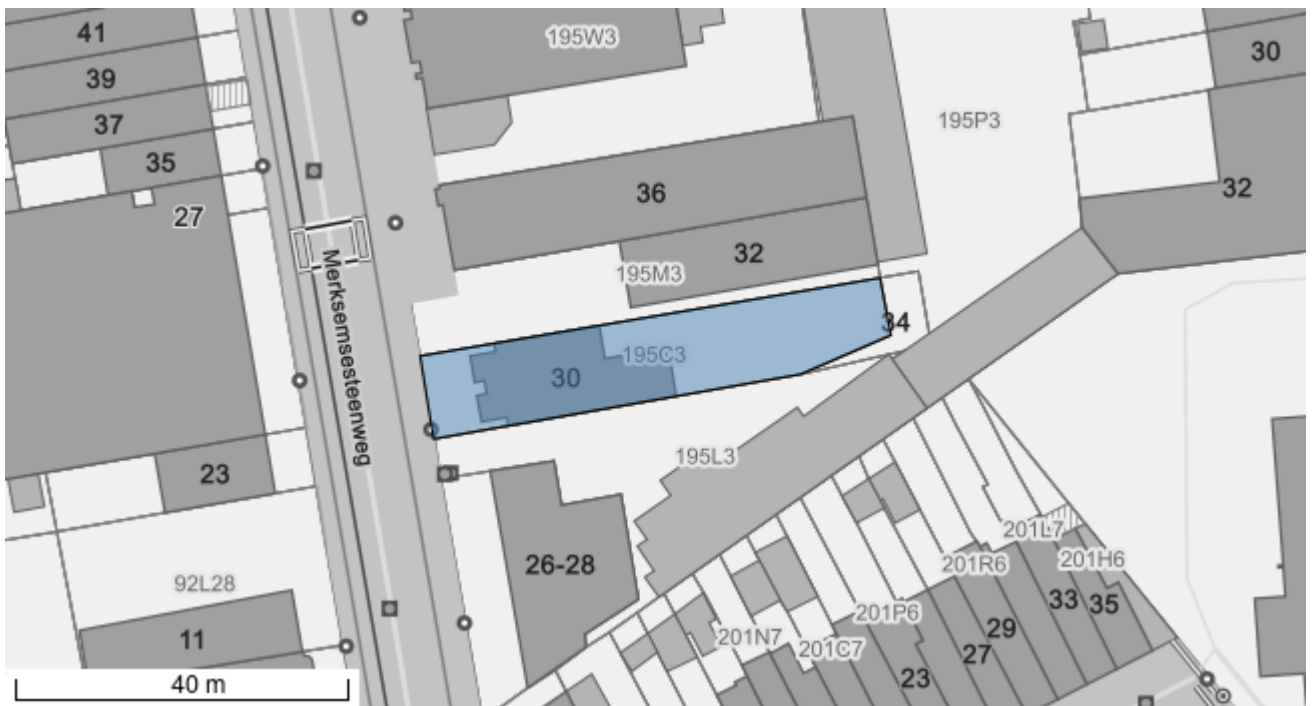 41
195W3
39
30
37
195P3
35
36
32
27
32
195M3
Merksemsesteenweg
34
195C3
30
195L3
23
201L7
201H6
26-28
201R6
92L28
33
35
201P6
29
11
201N7
201C7
27
23
40 m